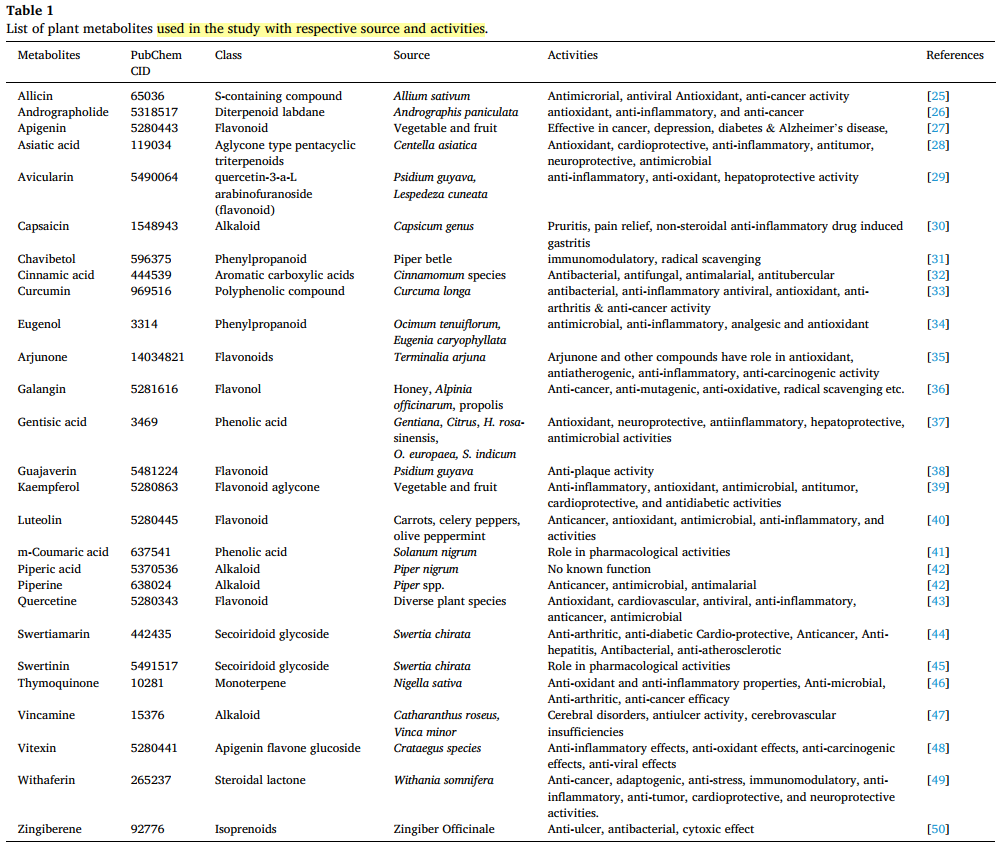 Table 1
List of plant metabolites used in the study with respective source and activities.
Metabolites PubChem CID Class Source Activities References
Allicin 65036 S-containing compound Allium sativum Antimicrorial, antiviral Antioxidant, anti-cancer activity [25]
Andrographolide 5318517 Diterpenoid labdane Andrographis paniculata antioxidant, anti-inflammatory, and anti-cancer [26]
Apigenin 5280443 Flavonoid Vegetable and fruit Effective in cancer, depression, diabetes & Alzheimer's disease, [27]
Asiatic acid 119034 Aglycone type pentacyclic Antioxidant, cardioprotective, anti-inflammatory, antitumor, [28]
triterpenoids Centella asiatica neuroprotective, antimicrobial
Avicularin 5490064 quercetin-3-a-L Psidium guyava, anti-inflammatory, anti-oxidant, hepatoprotective activity [29]
arabinofuranoside Lespedeza cuneata
(flavonoid)
Capsaicin 1548943 Alkaloid Capsicum genus Pruritis, pain relief, non-steroidal anti-inflammatory drug induced [30]
gastritis
Chavibetol 596375 Phenylpropanoid Piper betle immunomodulatory, radical scavenging [31]
Cinnamic acid 444539 Aromatic carboxylic acids Cinnamomum species Antibacterial, antifungal, antimalarial, antitubercular [32]
Curcumin 969516 Polyphenolic compound Curcuma longa antibacterial, anti-inflammatory antiviral, antioxidant, anti- [33]
arthritis & anti-cancer activity
Eugenol 3314 Phenylpropanoid Ocimum tenuiflorum, antimicrobial, anti-inflammatory, analgesic and antioxidant [34]
Eugenia caryophyllata
Arjunone 14034821 Flavonoids Terminalia arjuna Arjunone and other compounds have role in antioxidant, [35]
antiatherogenic, anti-inflammatory, anti-carcinogenic activity
Galangin 5281616 Flavonol Honey, Alpinia Anti-cancer, anti-mutagenic, anti-oxidative, radical scavenging etc. [36]
officinarum, propolis
Gentisic acid 3469 Phenolic acid Gentiana, Citrus, H. rosa- Antioxidant, neuroprotective, antiinflammatory, hepatoprotective, [37]
sinensis, antimicrobial activities
O. europaea, S. indicum
Guajaverin 5481224 Flavonoid Psidium guyava Anti-plaque activity [38]
Kaempferol 5280863 Flavonoid aglycone Vegetable and fruit Anti-inflammatory, antioxidant, antimicrobial, antitumor, [39]
cardioprotective, and antidiabetic activities
Luteolin 5280445 Flavonoid Carrots, celery peppers, Anticancer, antioxidant, antimicrobial, anti-inflammatory, and [40]
olive peppermint activities
m-Coumaric acid 637541 Phenolic acid Solanum nigrum Role in pharmacological activities [41]
Piperic acid 5370536 Alkaloid Piper nigrum No known function [42]
Piperine 638024 Alkaloid Piper spp. Anticancer, antimicrobial, antimalarial [42]
Quercetine 5280343 Flavonoid Diverse plant species Antioxidant, cardiovascular, antiviral, anti-inflammatory, [43]
anticancer, antimicrobial
Swertiamarin 442435 Secoiridoid glycoside Swertia chirata Anti-arthritic, anti-diabetic Cardio-protective, Anticancer, Anti- [44]
hepatitis, Antibacterial, anti-atherosclerotic
Swertinin 5491517 Secoiridoid glycoside Swertia chirata Role in pharmacological activities [45]
Thymoquinone 10281 Monoterpene Nigella sativa Anti-oxidant and anti-inflammatory properties, Anti-microbial, [46]
Anti-arthritic, anti-cancer efficacy
Vincamine 15376 Alkaloid Catharanthus roseus, Cerebral disorders, antiulcer activity, cerebrovascular [47]
Vinca minor insufficiencies
Vitexin 5280441 Apigenin flavone glucoside Crataegus species Anti-inflammatory effects, anti-oxidant effects, anti-carcinogenic [48]
effects, anti-viral effects
Withaferin 265237 Steroidal lactone Withania somnifera Anti-cancer, adaptogenic, anti-stress, immunomodulatory, anti- [49]
inflammatory, anti-tumor, cardioprotective, and neuroprotective
activities.
Zingiberene 92776 Isoprenoids Zingiber Officinale Anti-ulcer, antibacterial, cytoxic effect [50]